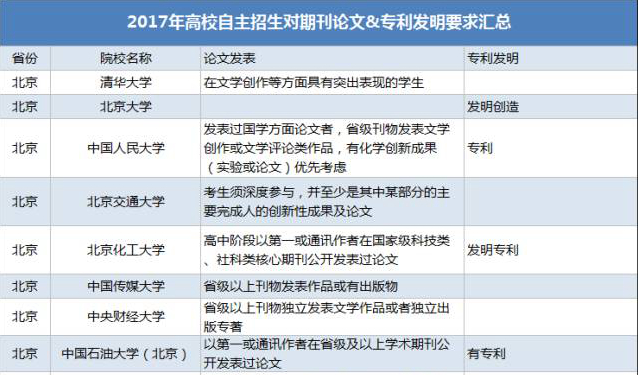 2017年高校自主招生对期刊论文&专利发明要求汇总
省份 院校名称 论文发表 专利发明
北京 清华大学 在文学创作等方面具有突出表现的学生
北京 北京大学 发明创造
北京 中国人民大学 发表过国学方面论文者，省级刊物发表文学
创作或文学评论类作品，有化学创新成果
（实验或论文）优先考虑 专利
北京 北京交通大学 考生须深度参与，并至少是其中某部分的主
要完成人的创新性成果及论文
北京 北京化工大学 高中阶段以第一或通讯作者在国家级科技类
、社科类核心期刊公开发表过论文 发明专利
北京 中国传媒大学 省级以上刊物发表作品或有出版物
北京 中央财经大学 省级以上刊物独立发表文学作品或者独立出
版专著
北京 中国石油大学（北京） 以第一或通讯作者在省级及以上学术期刊公
开发表过论文 有专利